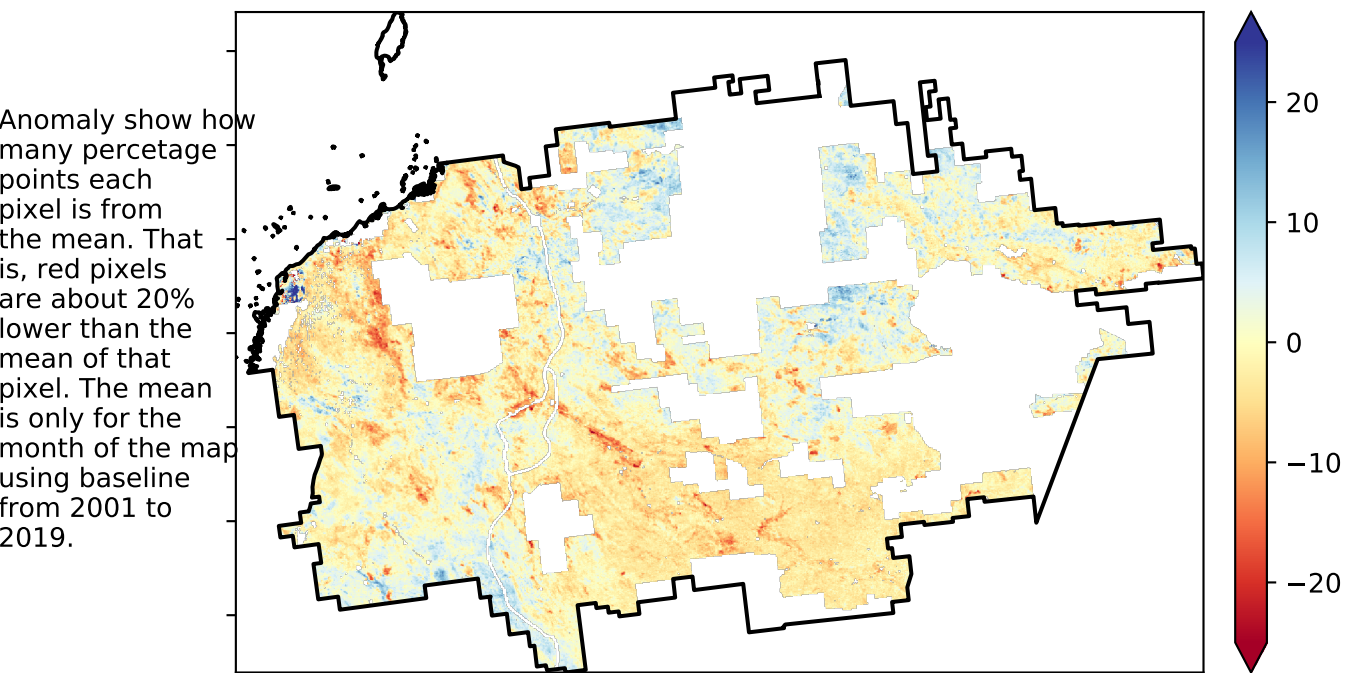 Anomaly show how
many percetage
points each
pixel is from
the mean. That
is, red pixels
are about 20%
lower than the
mean of that
pixel. The mean
is only for the
month of the map
using baseline
from 2001 to
2019.
20
10
0
−10
−20